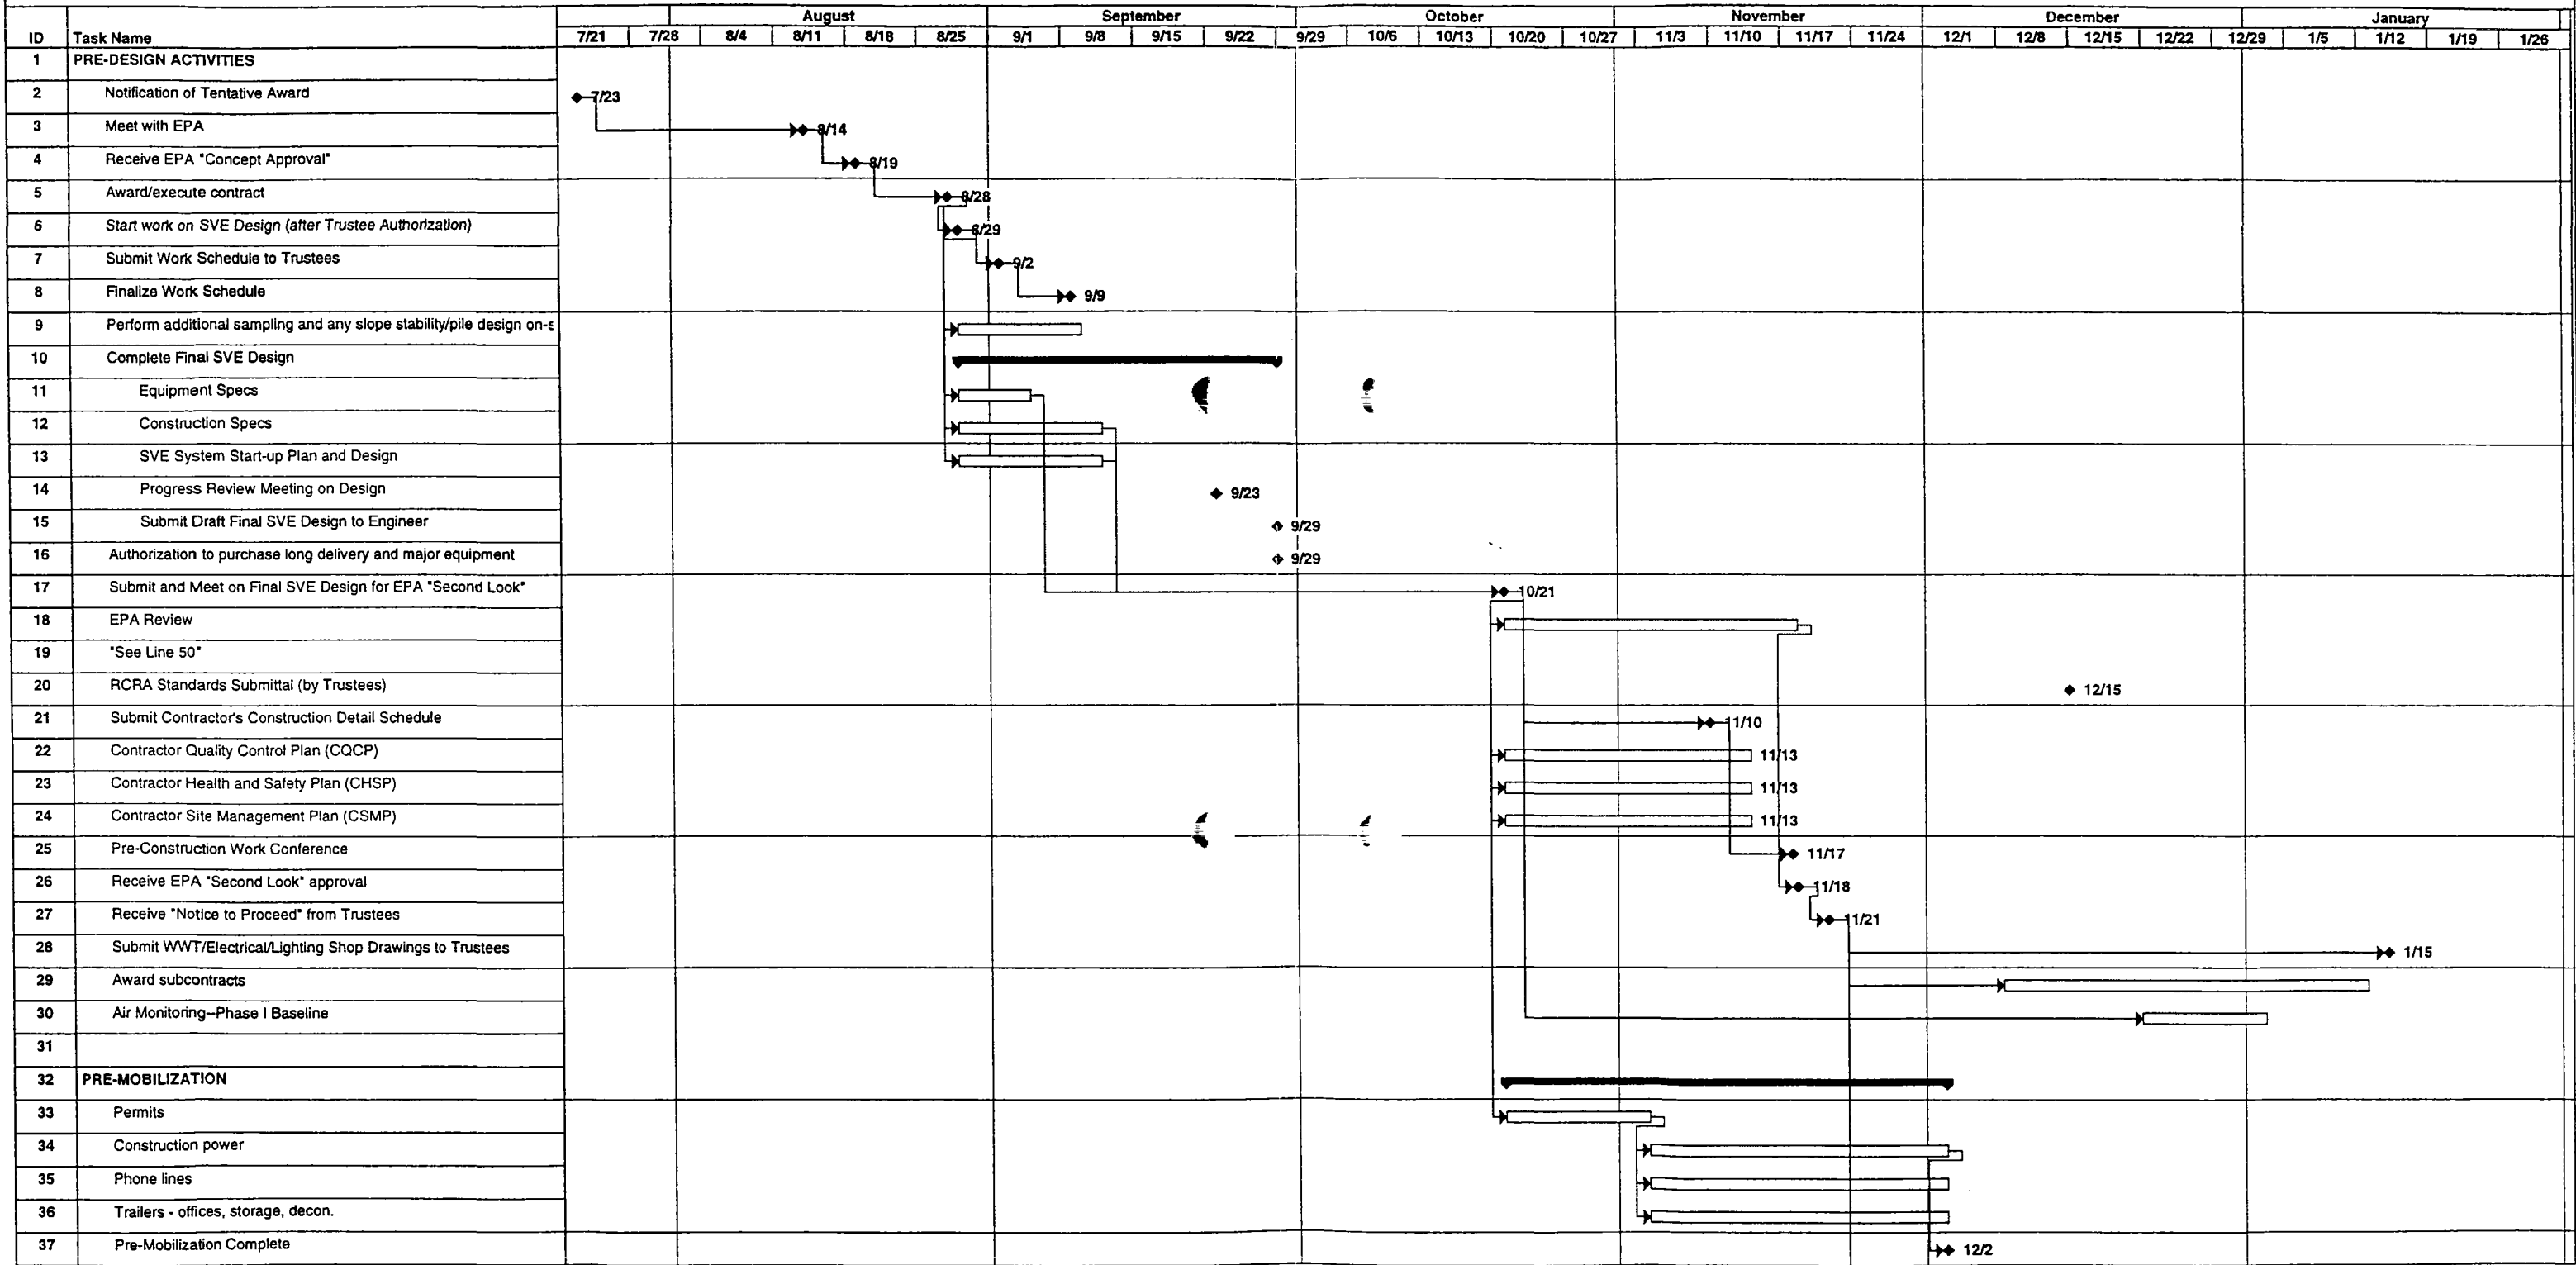 August September October November December January
ID Task Name 7/21 7/28 8/4 8/11 8/18 8/25 9/1 9/8 9/15 9/22 9/29 10/6 10/13 10/20 10/27 11/3 11/10 11/17 11/24 12/1 12/8 12/15 12/22 12/29 1/5 1/12 1/19 1/26
1 PRE-DESIGN ACTIVITIES
2 Notification of Tentative Award 7/23
3 Meet with EPA 8/14
4 Receive EPA "Concept Approval" 8/19
5 Award/execute contract 8/28
6 Start work on SVE Design (after Trustee Authorization) 8/29
7 Submit Work Schedule to Trustees 9/2
8 Finalize Work Schedule 9/9
9 Perform additional sampling and any slope stability/pile design on-s
10 Complete Final SVE Design
11 Equipment Specs
12 Construction Specs
13 SVE System Start-up Plan and Design
14 Progress Review Meeting on Design 9/23
15 Submit Draft Final SVE Design to Engineer 9/29
16 Authorization to purchase long delivery and major equipment 9/29
17 Submit and Meet on Final SVE Design for EPA "Second Look" 10/21
18 EPA Review
19 "See Line 50"
20 RCRA Standards Submittal (by Trustees) 12/15
21 Submit Contractor's Construction Detail Schedule 11/10
22 Contractor Quality Control Plan (CQCP) 11/13
23 Contractor Health and Safety Plan (CHSP) 11/13
24 Contractor Site Management Plan (CSMP) 11/13
25 Pre-Construction Work Conference 11/17
26 Receive EPA "Second Look" approval 11/18
27 Receive "Notice to Proceed" from Trustees 11/21
28 Submit WWT/Electrical/Lighting Shop Drawings to Trustees 1/15
29 Award subcontracts
30 Air Monitoring--Phase I Baseline
31
32 PRE-MOBILIZATION
33 Permits
34 Construction power
35 Phone lines
36 Trailers - offices, storage, decon.
37 Pre-Mobilization Complete 12/2